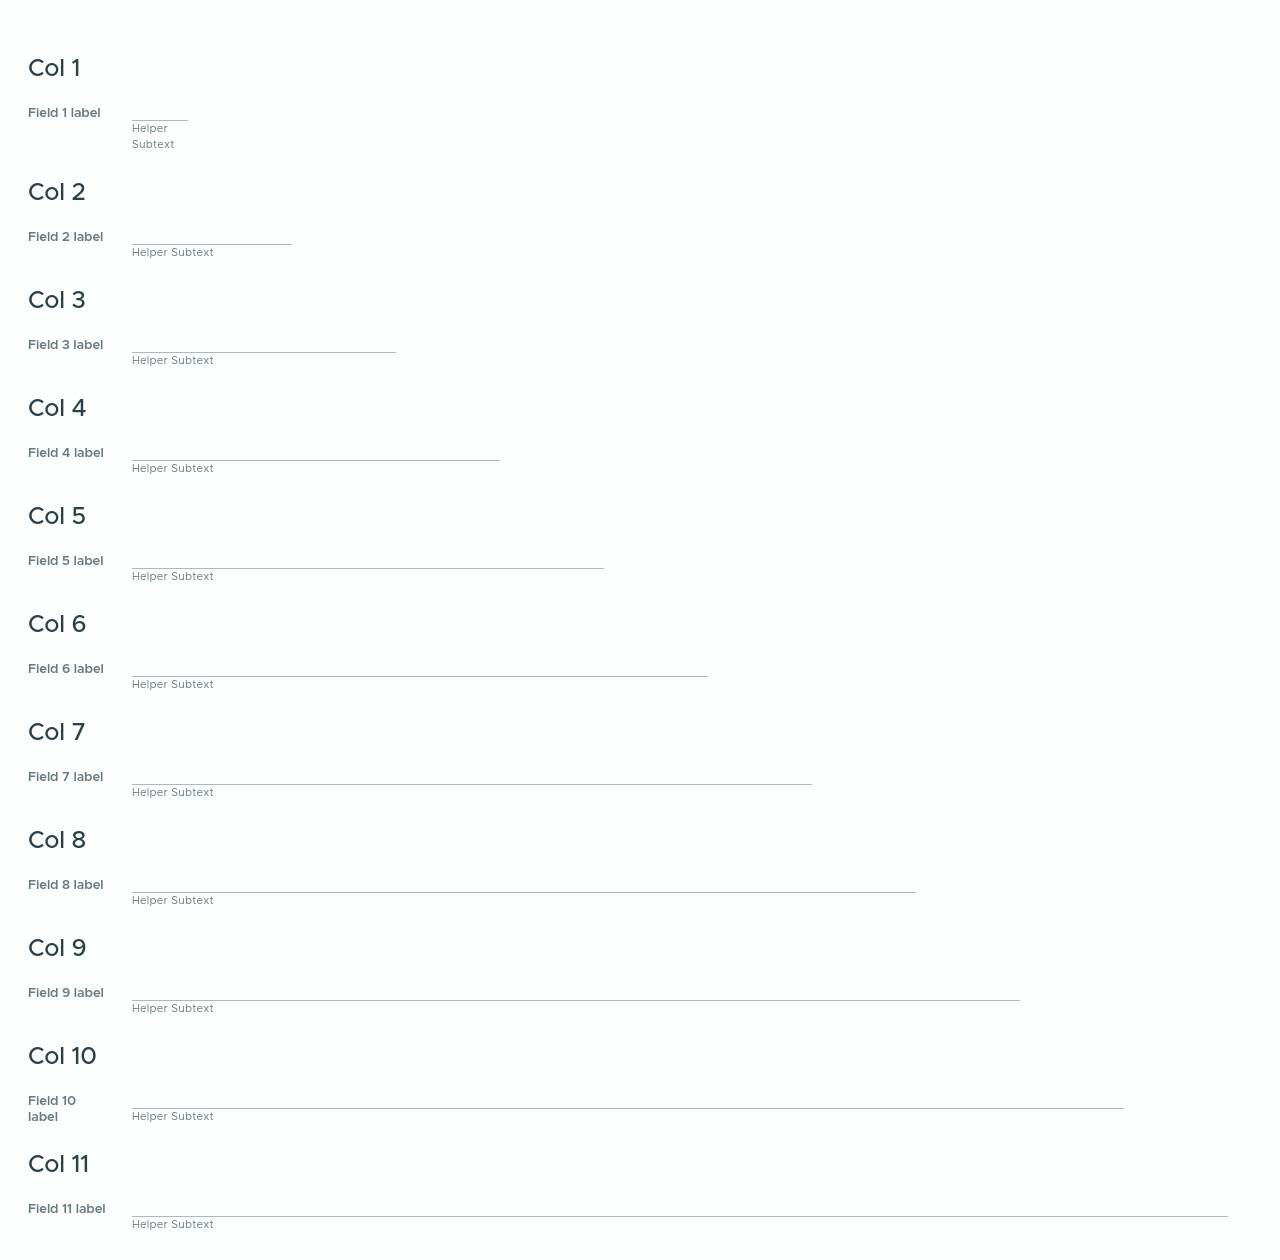 Col 1
Field 1 label
Helper
Subtext
Col 2
Field 2 label
Helper Subtext
Col 3
Field 3 label
Helper Subtext
Col 4
Field 4 label
Helper Subtext
Col 5
Field 5 label
Helper Subtext
Col 6
Field 6 label
Helper Subtext
Col 7
Field 7 label
Helper Subtext
Col 8
Field 8 label
Helper Subtext
Col 9
Field 9 label
Helper Subtext
Col 10
Field 10
label
Helper Subtext
Col 11
Field 11 label
Helper Subtext